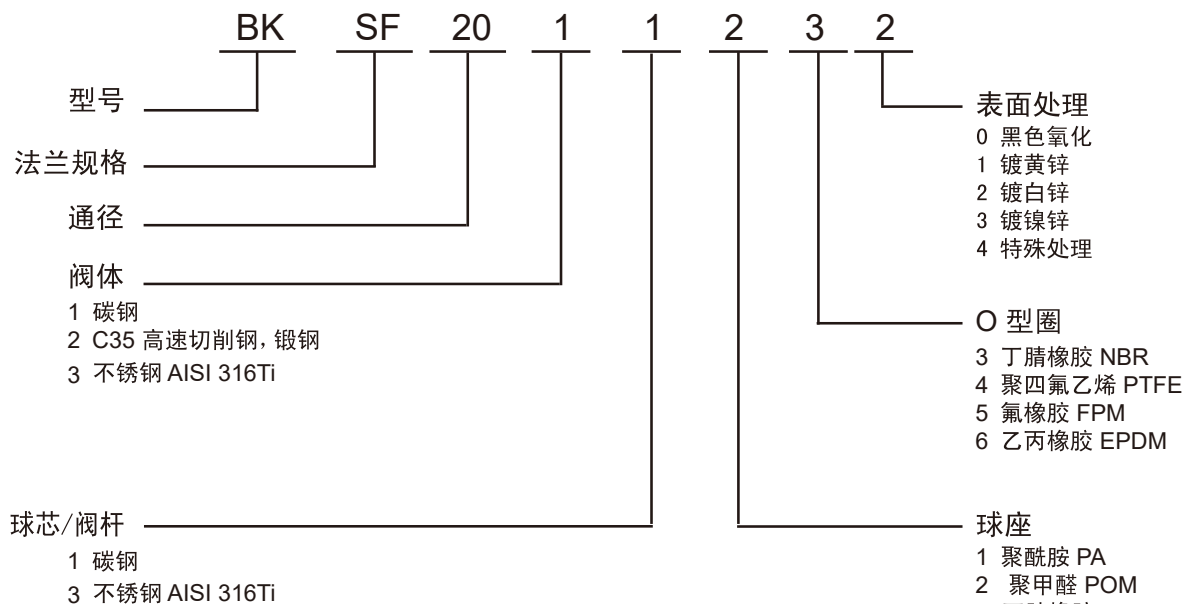 BK SF 20 1 1 2 3 2
型号
法兰规格
通径
阀体
1 碳钢
2 C35 高速切削钢，锻钢
3 不锈钢 AISI 316Ti
球芯/阀杆
1 碳钢
3 不锈钢 AISI 316Ti
表面处理
0 黑色氧化
1 镀黄锌
2 镀白锌
3 镀镍锌
4 特殊处理
O 型圈
3 丁腈橡胶 NBR
4 聚四氟乙烯 PTFE
5 氟橡胶 FPM
6 乙丙橡胶 EPDM
球座
1 聚酰胺 PA
2 聚甲醛 POM